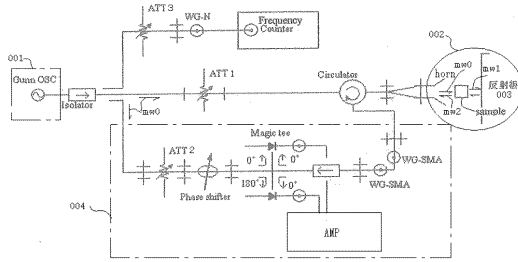 ATT 3
WG-N
Frequency
Counter
001
Gunn OSC
Isolator
mw0
ATT 1
Circulator
002
horn
mw0
mw1
mw2
sample
反射板
003
Magic tee
ATT 2
Phase shifter
0°
0°
180°
0°
WG-SMA
WG-SMA
004
AMP